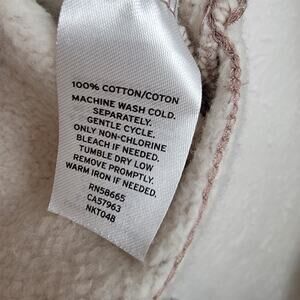 100% COTTON/COTON
MACHINE WASH COLD.
SEPARATELY.
GENTLE CYCLE.
ONLY NON-CHLORINE
BLEACH IF NEEDED.
TUMBLE DRY LOW
REMOVE PROMPTLY.
WARM IRON IF NEEDED.
RN58665
CA57963
NKT04B